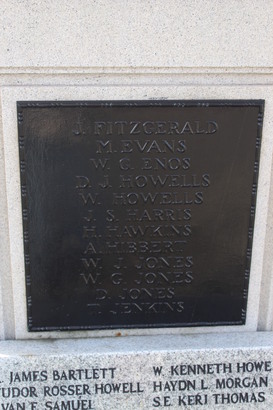 J. FITZGERALD
M. EVANS
W. G. ENOS
D. J. HOWELLS
W. HOWELLS
J. S. HARRIS
H. HAWKINS
A. HIBBERT
W. J. JONES
W. G. JONES
D. JONES
T. JENKINS
JAMES BARTLETT
TUDOR ROSSER HOWELL
SAMUEL
W. KENNETH HOWE
HAYDN L. MORGAN
S.E. KERI THOMAS